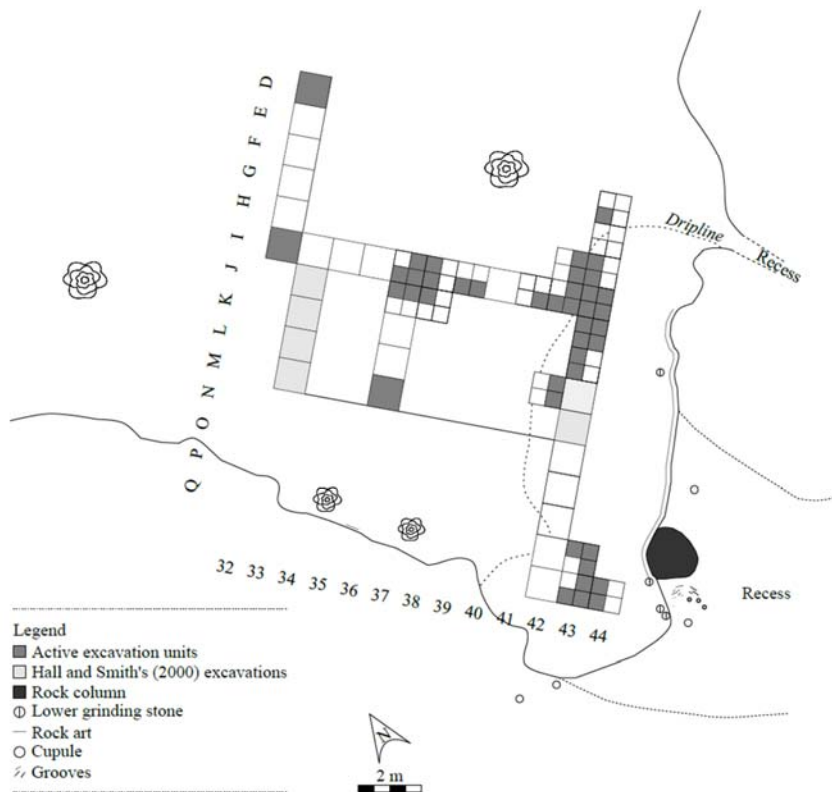 D
E
F
G
H
I
J
K
L
M
N
O
P
Q
Dripline
Recess
32 33 34 35 36 37 38 39 40 41 42 43 44
Recess
Legend
Active excavation units
Hall and Smith's (2000) excavations
Rock column
Lower grinding stone
Rock art
Cupule
Grooves
N
2 m